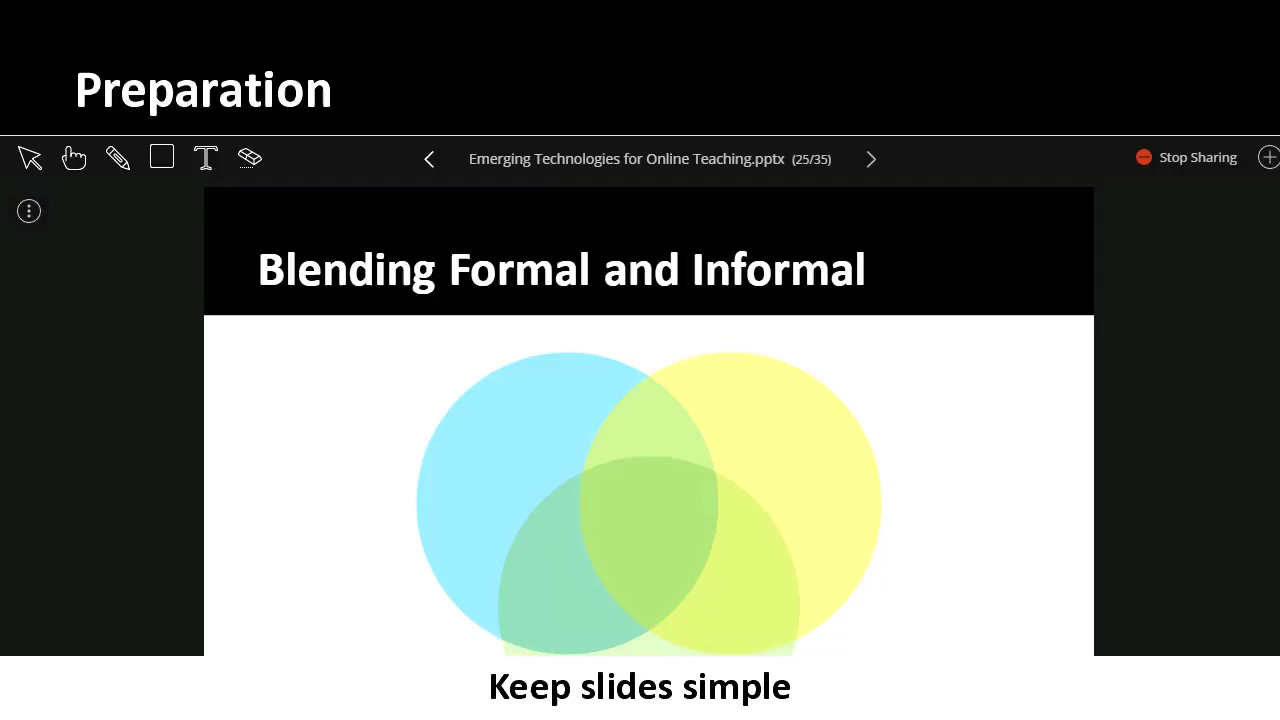 Preparation
Emerging Technologies for Online Teaching.pptx (25/35)
Stop Sharing
Blending Formal and Informal
Keep slides simple